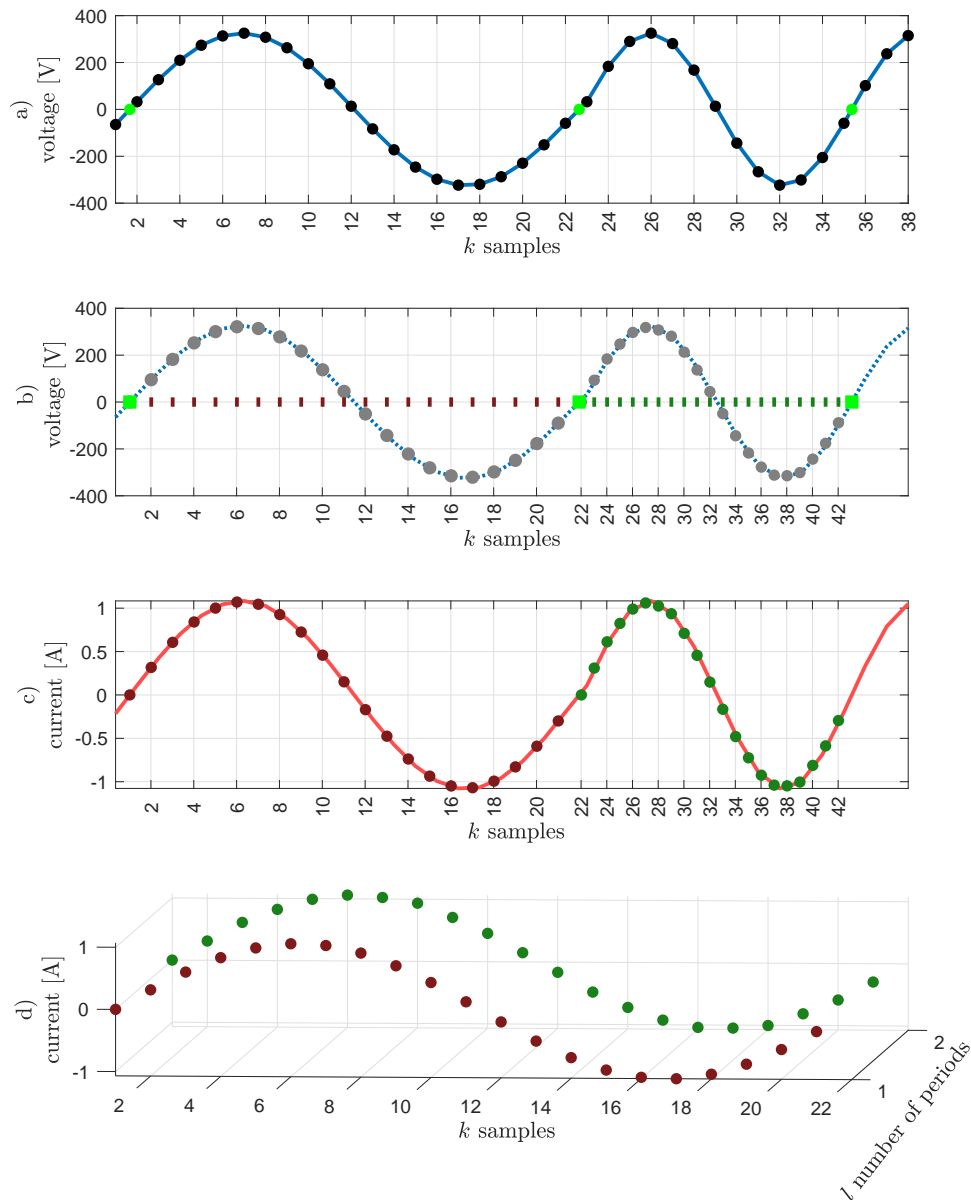 400
200
0
-200
-400
a)
voltage [V]
2 4 6 8 10 12 14 16 18 20 22 24 26 28 30 32 34 36 38
k samples
400
200
0
-200
-400
b)
voltage [V]
2 4 6 8 10 12 14 16 18 20 22 24 26 28 30 32 34 36 38 40 42
k samples
1
0.5
0
-0.5
-1
c)
current [A]
2 4 6 8 10 12 14 16 18 20 22 24 26 28 30 32 34 36 38 40 42
k samples
1
0
-1
d)
current [A]
2 4 6 8 10 12 14 16 18 20 22
k samples
1
2
l number of periods